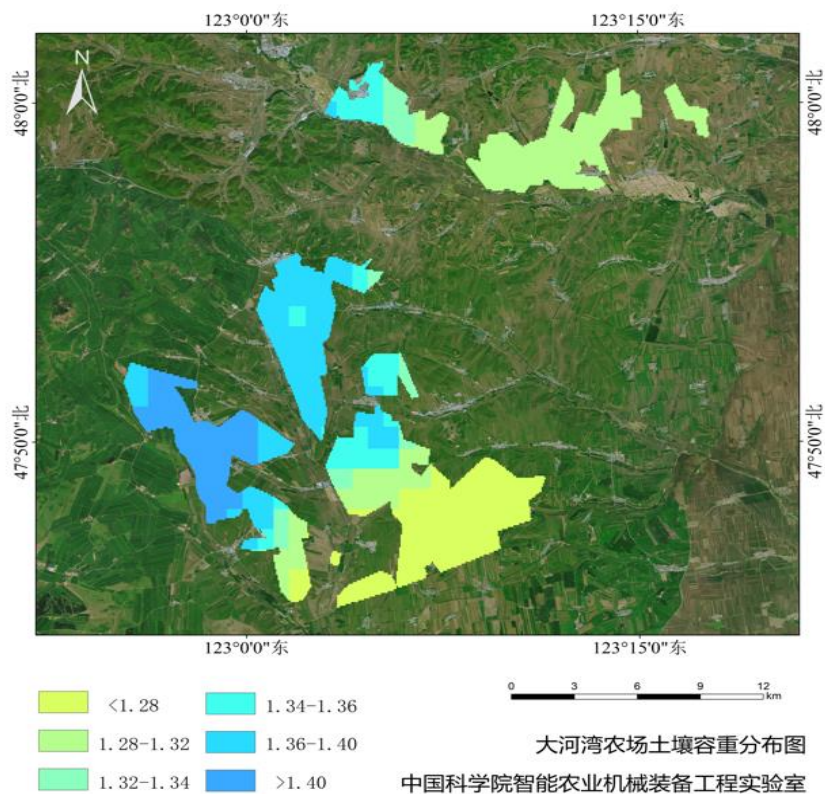 123°0'0"东
123°15'0"东
N
48°0'0"北
48°0'0"北
47°50'0"北
47°50'0"北
123°0'0"东
123°15'0"东
<1.28
1.34-1.36
1.28-1.32
1.36-1.40
1.32-1.34
>1.40
0 3 6 9 12
km
大河湾农场土壤容重分布图
中国科学院智能农业机械装备工程实验室